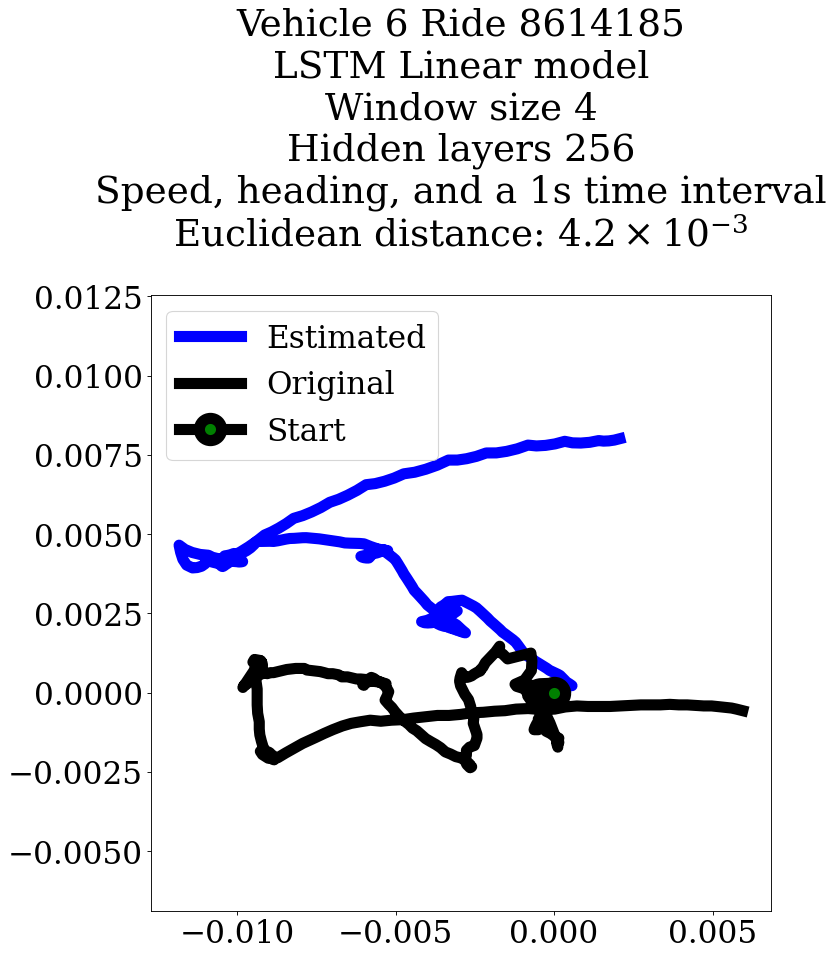 Vehicle 6 Ride 8614185
LSTM Linear model
Window size 4
Hidden layers 256
Speed, heading, and a 1s time interval
Euclidean distance: 4.2 × 10⁻³
0.0125
0.0100
0.0075
0.0050
0.0025
0.0000
−0.0025
−0.0050
Estimated
Original
Start
−0.010
−0.005
0.000
0.005